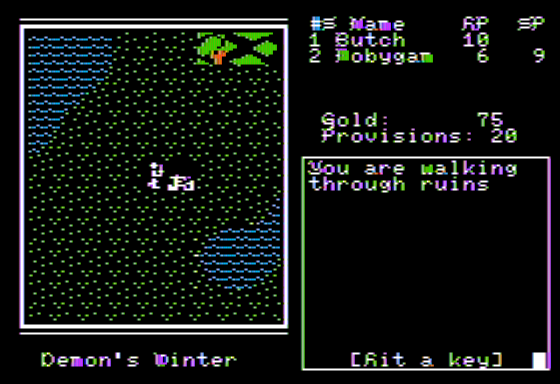 #≤ Name HP SP
1 Butch 10
2 Mobygam 6 9
Gold: 75
Provisions: 20
You are walking
through ruins
Demon's Winter
[Hit a key]